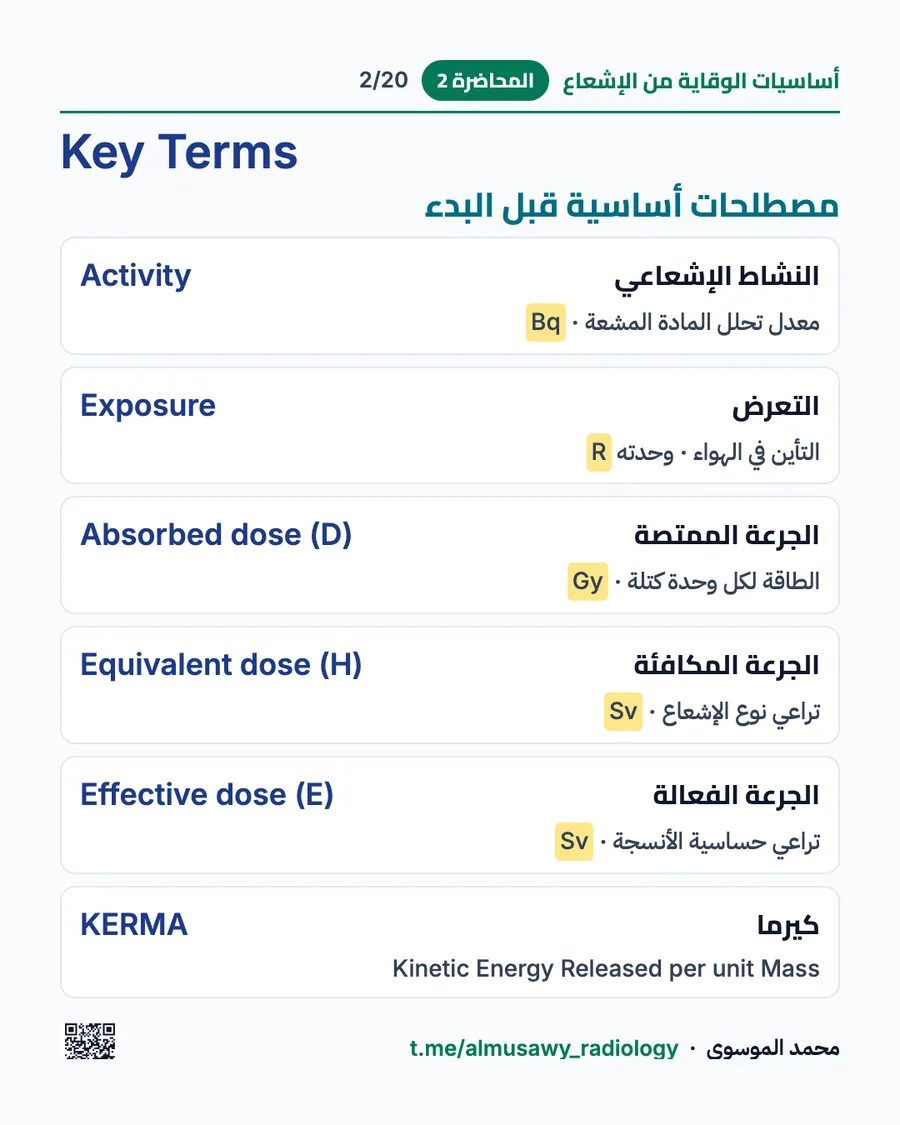 أساسيات الوقاية من الإشعاع المحاضرة 2 2/20
Key Terms
مصطلحات أساسية قبل البدء
Activity النشاط الإشعاعي
معدل تحلل المادة المشعة · Bq
Exposure التعرض
التأين في الهواء · وحدته R
Absorbed dose (D) الجرعة الممتصة
الطاقة لكل وحدة كتلة · Gy
Equivalent dose (H) الجرعة المكافئة
تراعي نوع الإشعاع · Sv
Effective dose (E) الجرعة الفعالة
تراعي حساسية الأنسجة · Sv
KERMA كيرما
Kinetic Energy Released per unit Mass
محمد الموسوي · t.me/almusawy_radiology